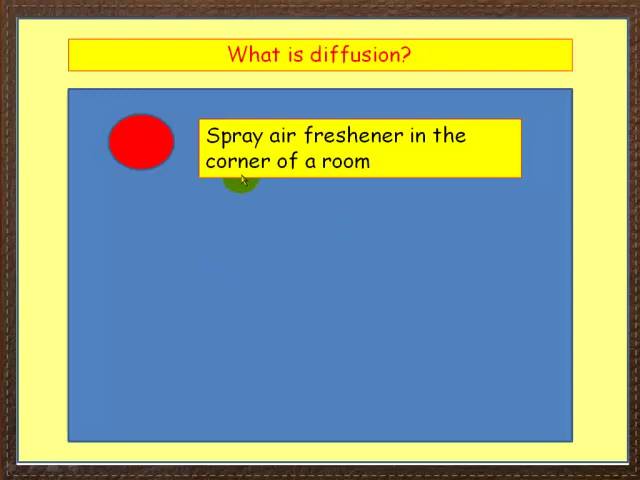 What is diffusion?
Spray air freshener in the
corner of a room